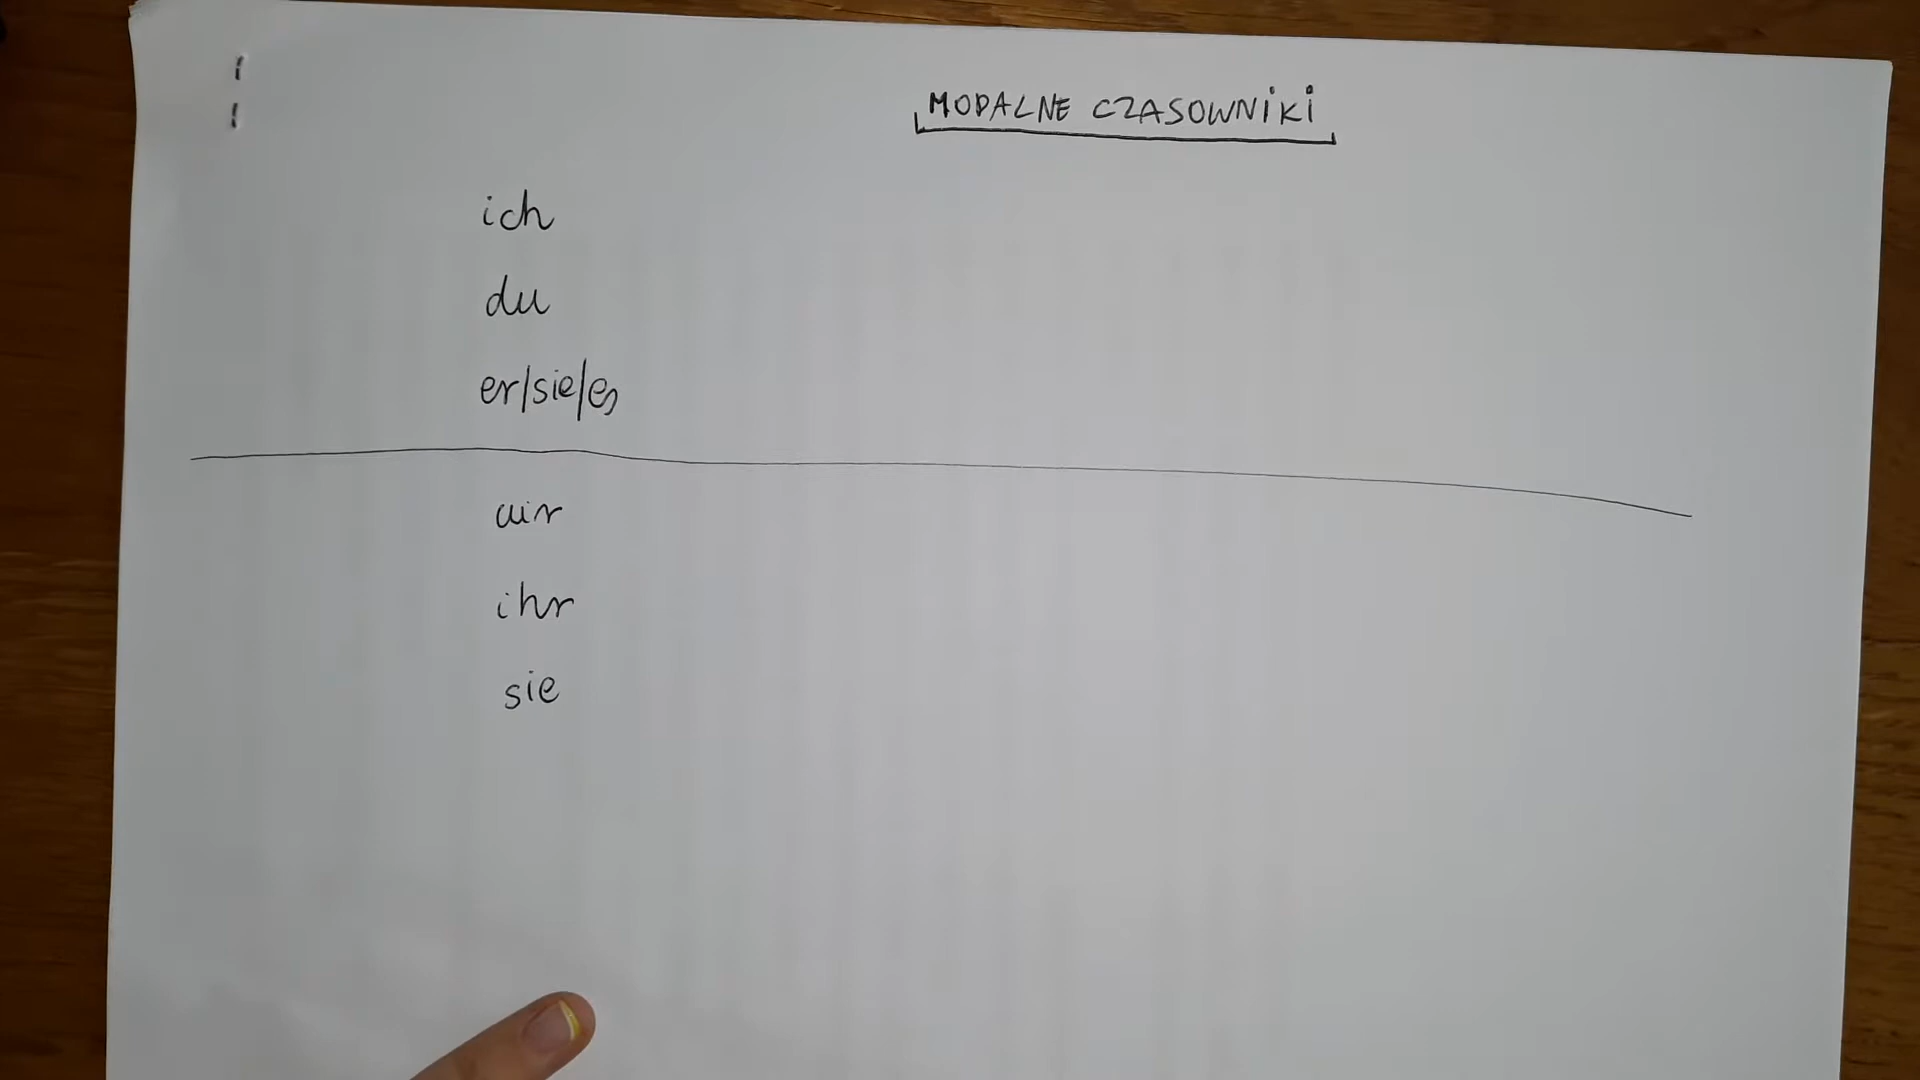 MODALNE CZASOWNIKI
ich
du
er/sie/es
wir
ihr
sie